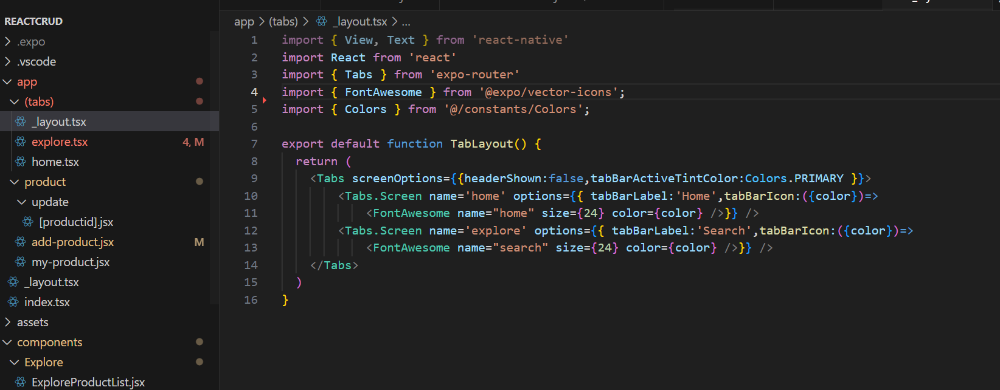 REACTCRUD
.expo
.vscode
app
(tabs)
_layout.tsx
explore.tsx 4, M
home.tsx
product
update
[productid].jsx
add-product.jsx M
my-product.jsx
_layout.tsx
index.tsx
assets
components
Explore
ExploreProductList.jsx
app > (tabs) > _layout.tsx > ...
1 import { View, Text } from 'react-native'
2 import React from 'react'
3 import { Tabs } from 'expo-router'
4 import { FontAwesome } from '@expo/vector-icons';
5 import { Colors } from '@/constants/Colors';
6
7 export default function TabLayout() {
8 return (
9 <Tabs screenOptions={{headerShown:false,tabBarActiveTintColor:Colors.PRIMARY }}>
10 <Tabs.Screen name='home' options={{ tabBarLabel:'Home',tabBarIcon:({color})=>
11 <FontAwesome name="home" size={24} color={color} />}} />
12 <Tabs.Screen name='explore' options={{ tabBarLabel:'Search',tabBarIcon:({color})=>
13 <FontAwesome name="search" size={24} color={color} />}} />
14 </Tabs>
15 )
16 }